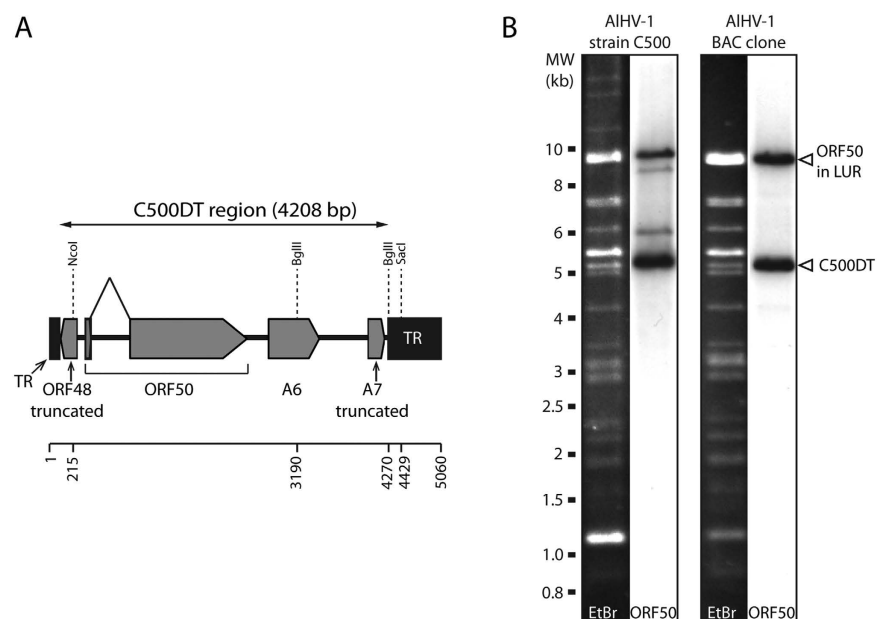 A
C500DT region (4208 bp)
NcoI
BglII
BglII
SacI
TR
TR
ORF48
truncated
ORF50
A6
A7
truncated
1
215
3190
4270
4429
5060
B
AlHV-1
strain C500
AlHV-1
BAC clone
MW
(kb)
10
8
6
5
4
3
2.5
2
1.5
1.0
0.8
ORF50
in LUR
C500DT
EtBr
ORF50
EtBr
ORF50